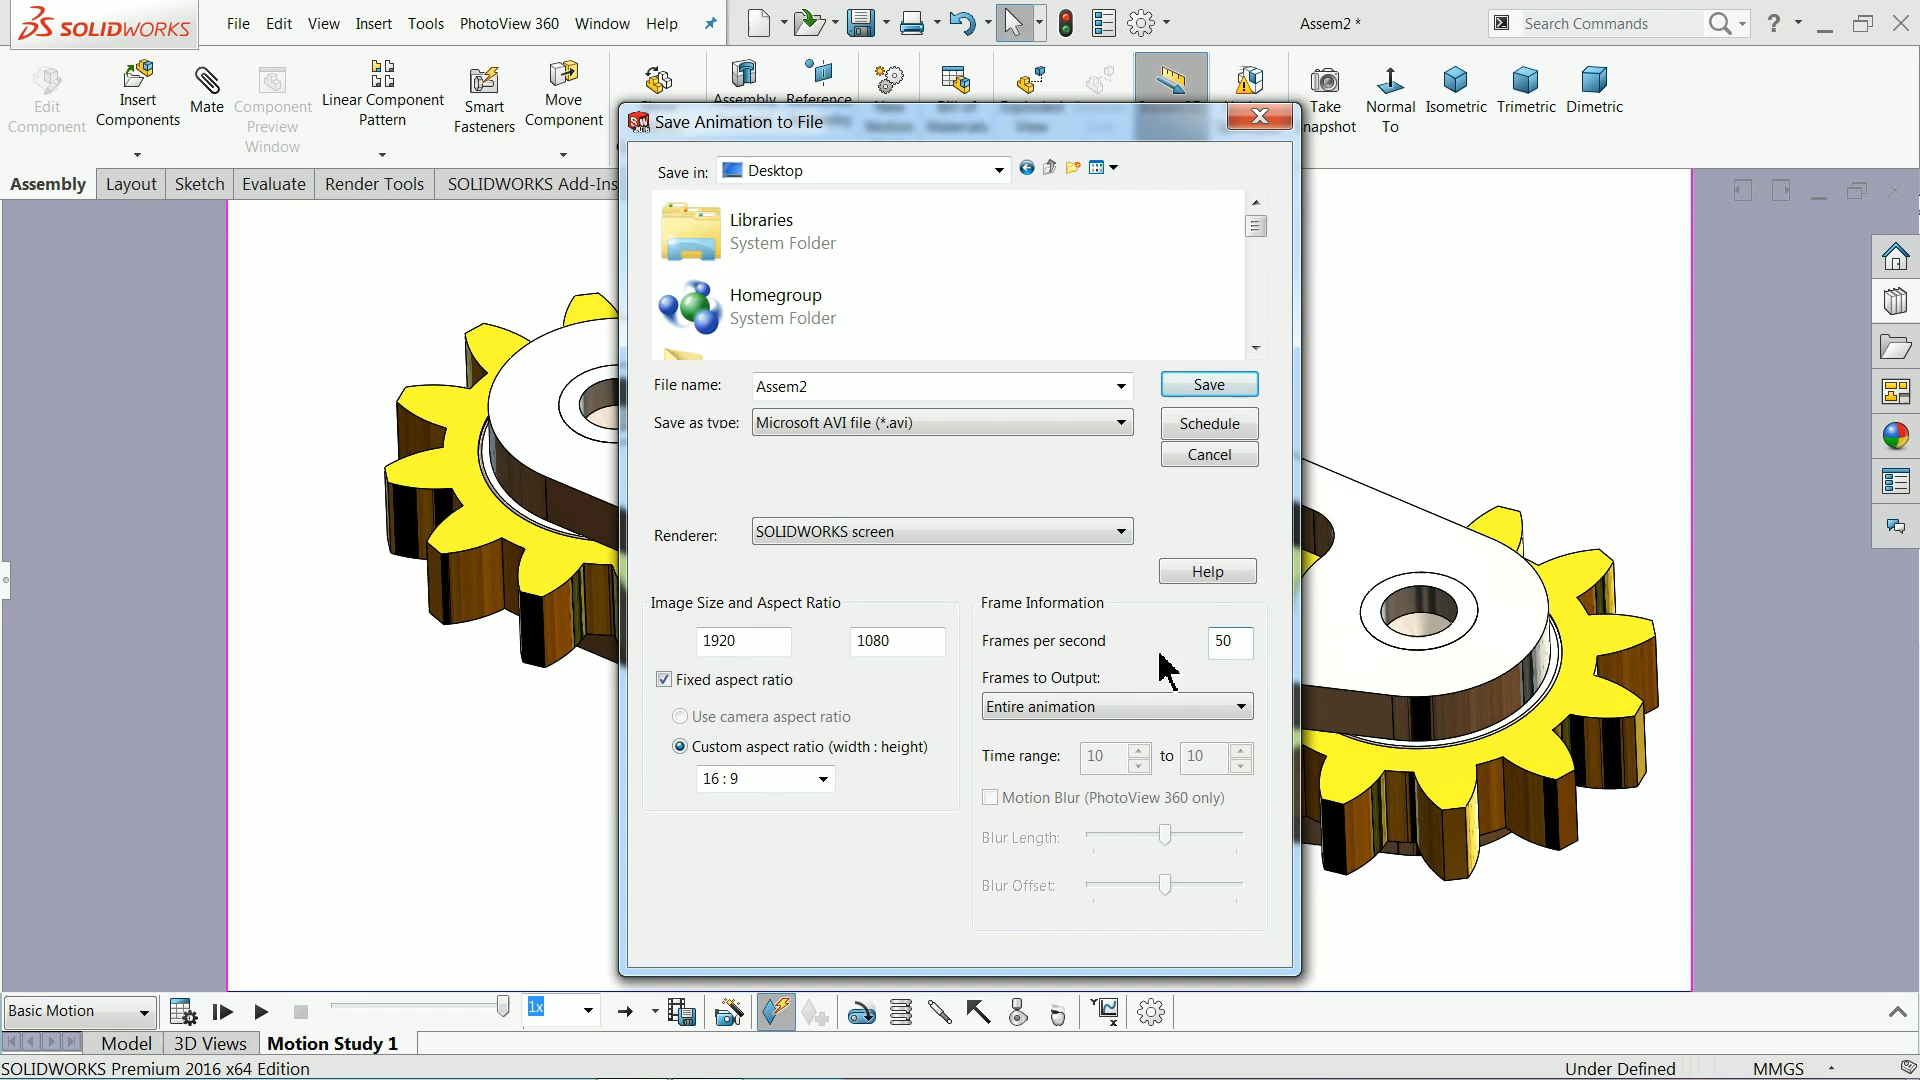 SOLIDWORKS
File Edit View Insert Tools PhotoView 360 Window Help
Assem2 *
Search Commands
Edit Component
Insert Components
Mate
Component Preview Window
Linear Component Pattern
Smart Fasteners
Move Component
Assembly
Reference
Take
napshot
Normal To
Isometric
Trimetric
Dimetric
Assembly Layout Sketch Evaluate Render Tools SOLIDWORKS Add-Ins
Save Animation to File
Save in: Desktop
Libraries
System Folder
Homegroup
System Folder
File name: Assem2
Save
Save as type: Microsoft AVI file (*.avi)
Schedule
Cancel
Renderer: SOLIDWORKS screen
Help
Image Size and Aspect Ratio
1920 1080
Fixed aspect ratio
Use camera aspect ratio
Custom aspect ratio (width : height)
16 : 9
Frame Information
Frames per second 50
Frames to Output:
Entire animation
Time range: 10 to 10
Motion Blur (PhotoView 360 only)
Blur Length:
Blur Offset:
Basic Motion
1x
Model 3D Views Motion Study 1
SOLIDWORKS Premium 2016 x64 Edition
Under Defined MMGS